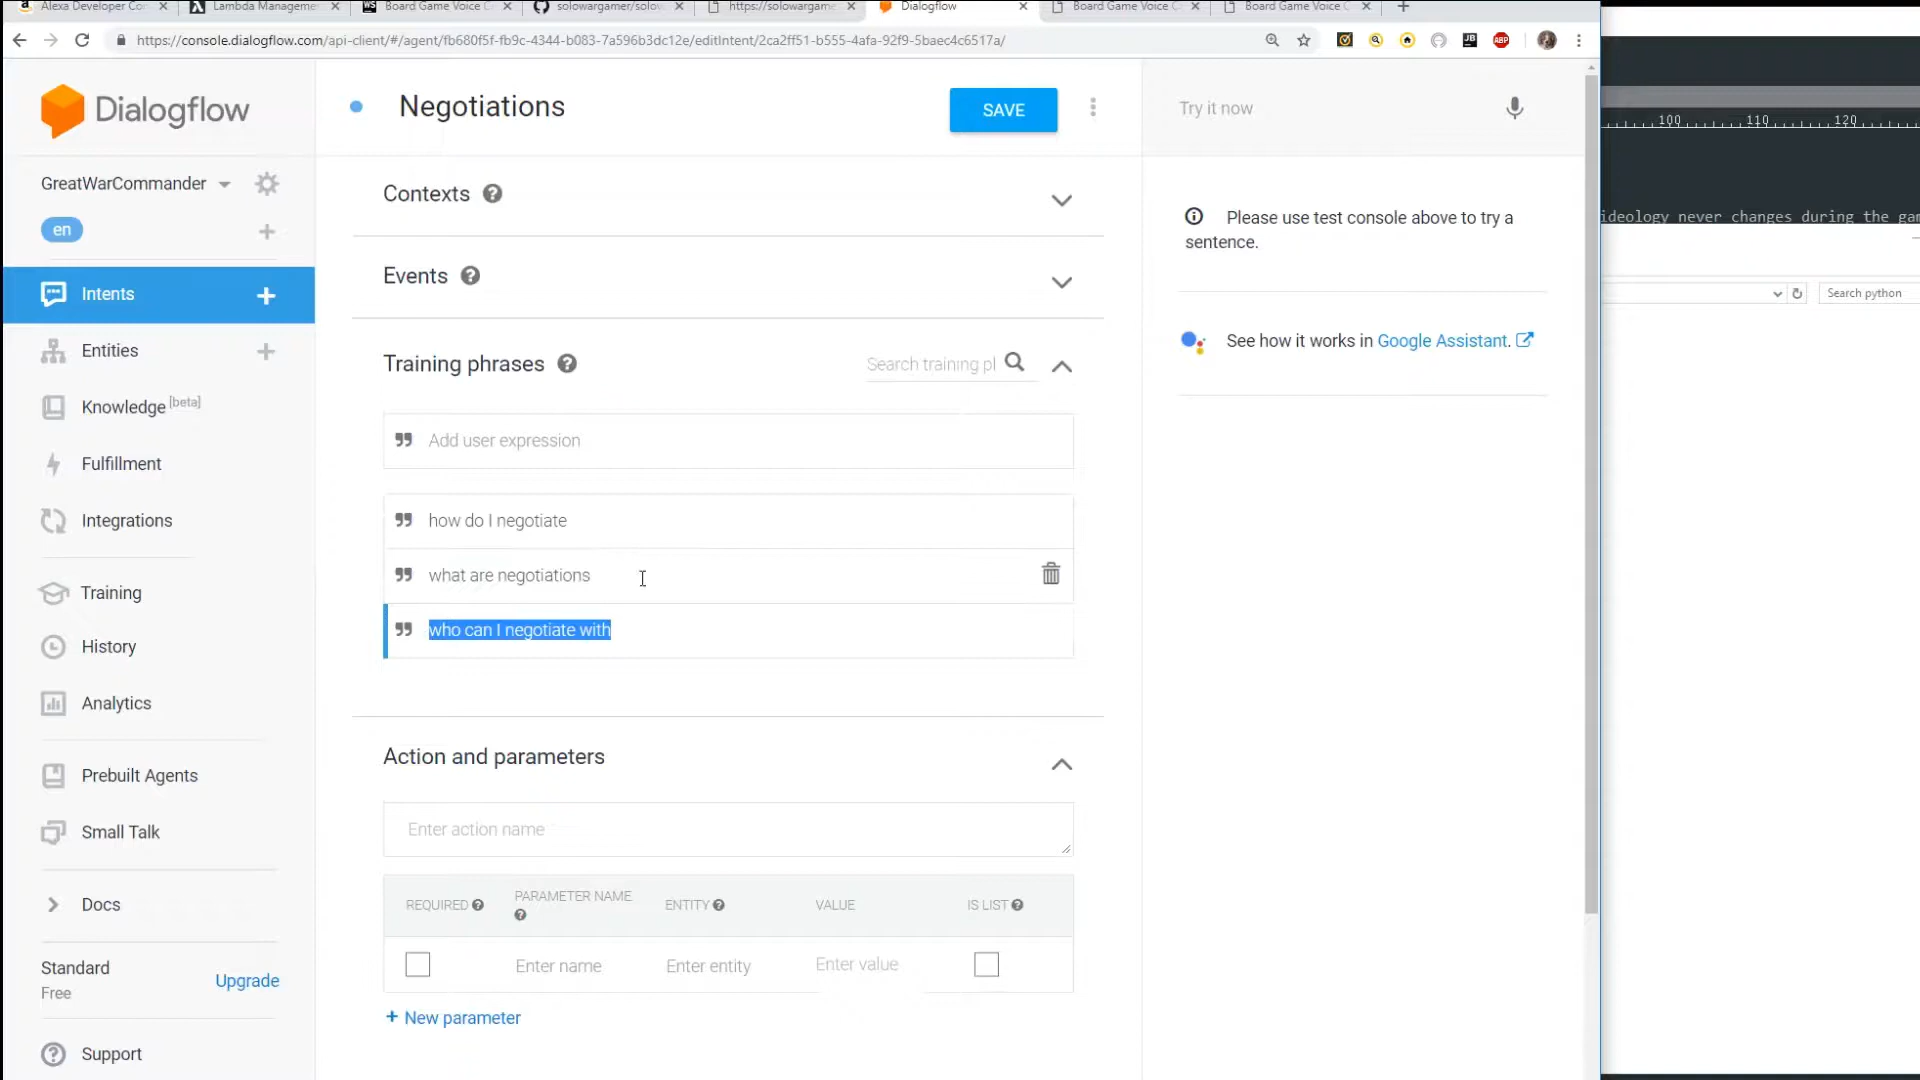 Alexa Developer Co
Lambda Manageme
Board Game Voice C
solowargamer/solow
https://solowargame
Dialogflow
Board Game Voice C
Board Game Voice C
https://console.dialogflow.com/api-client/#/agent/fb680f5f-fb9c-4344-b083-7a596b3dc12e/editIntent/2ca2ff51-b555-4afa-92f9-5baec4c6517a/
JB
ABP
Dialogflow
Negotiations
SAVE
Try it now
100 110 120
GreatWarCommander
en
Contexts
Please use test console above to try a
sentence.
ideology never changes during the gam
Intents
Events
Search python
Entities
See how it works in Google Assistant.
Training phrases
Search training pl
Knowledge [beta]
Add user expression
Fulfillment
Integrations
how do I negotiate
what are negotiations
Training
who can I negotiate with
History
Analytics
Action and parameters
Prebuilt Agents
Small Talk
Enter action name
Docs
REQUIRED
PARAMETER NAME
ENTITY
VALUE
IS LIST
Standard
Free
Upgrade
Enter name
Enter entity
Enter value
+ New parameter
Support